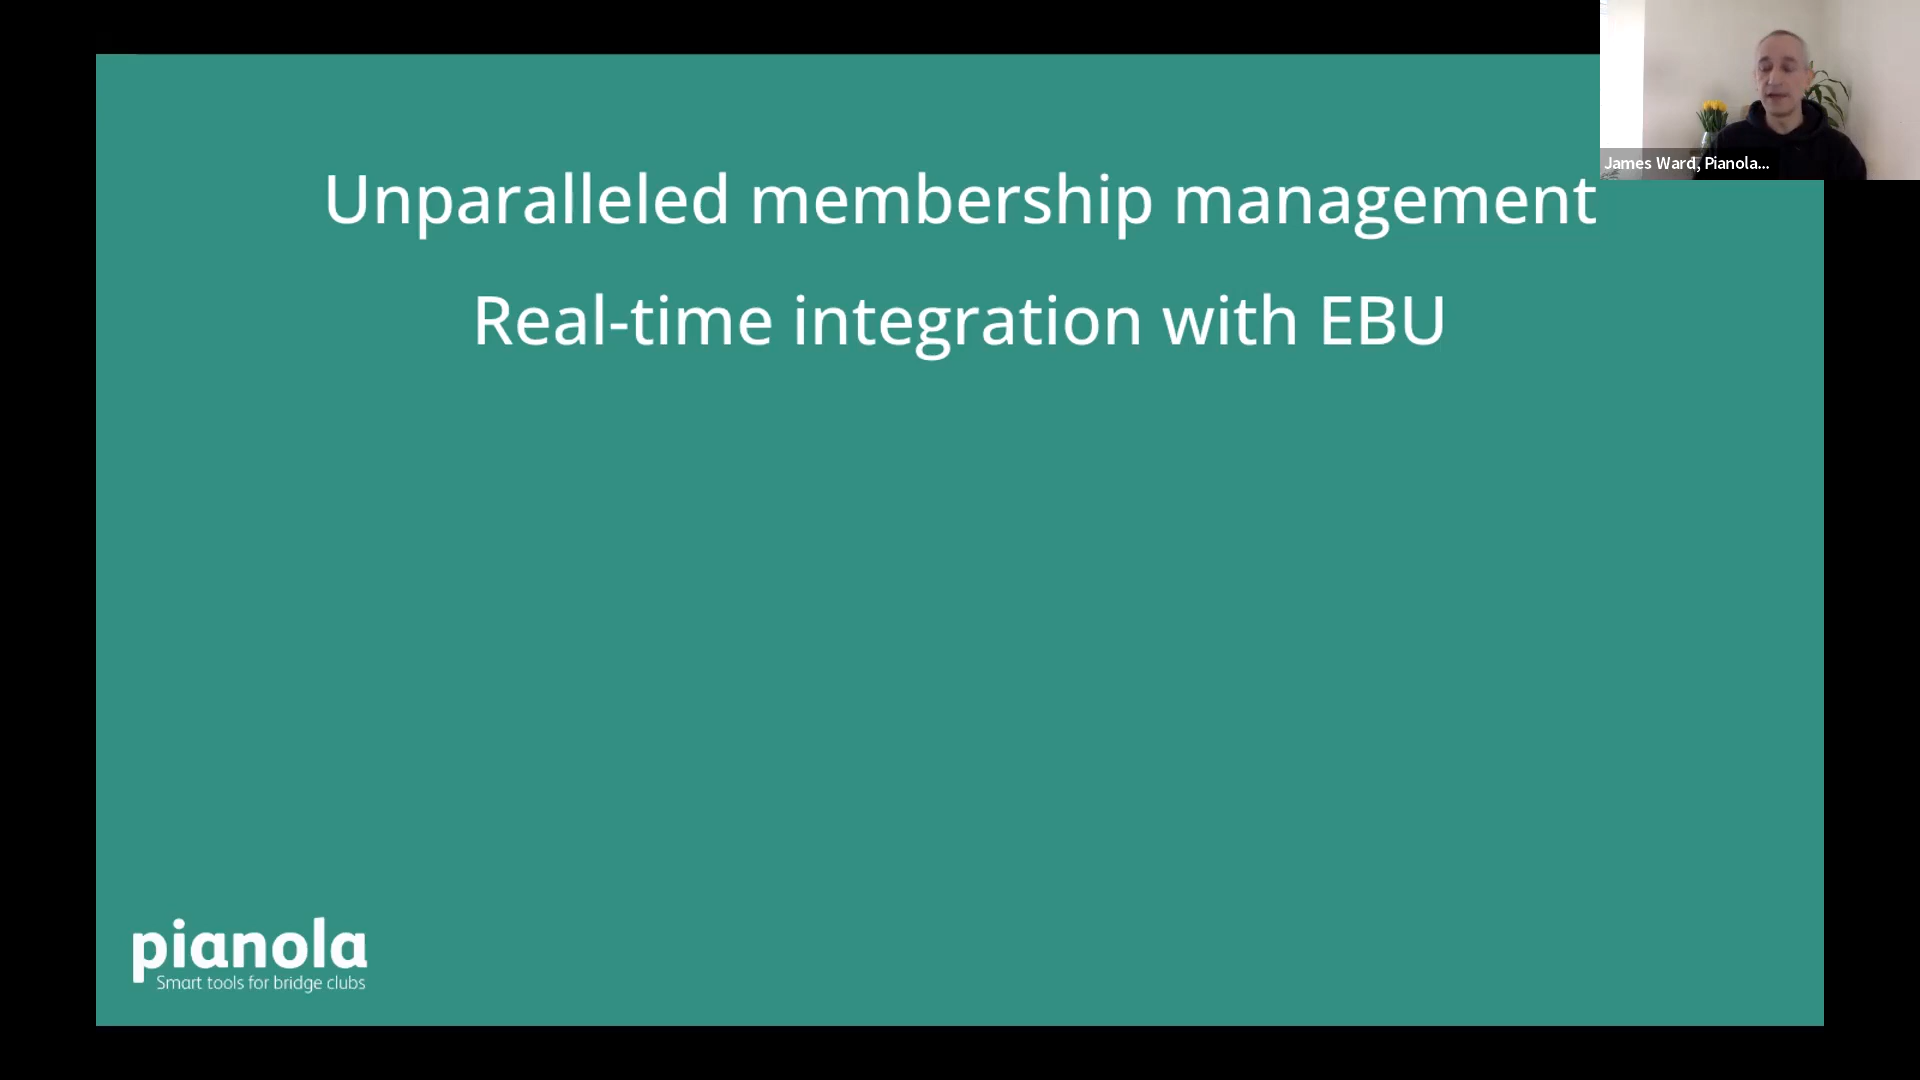 James Ward, Pianola...
Unparalleled membership management
Real-time integration with EBU
pianola
Smart tools for bridge clubs